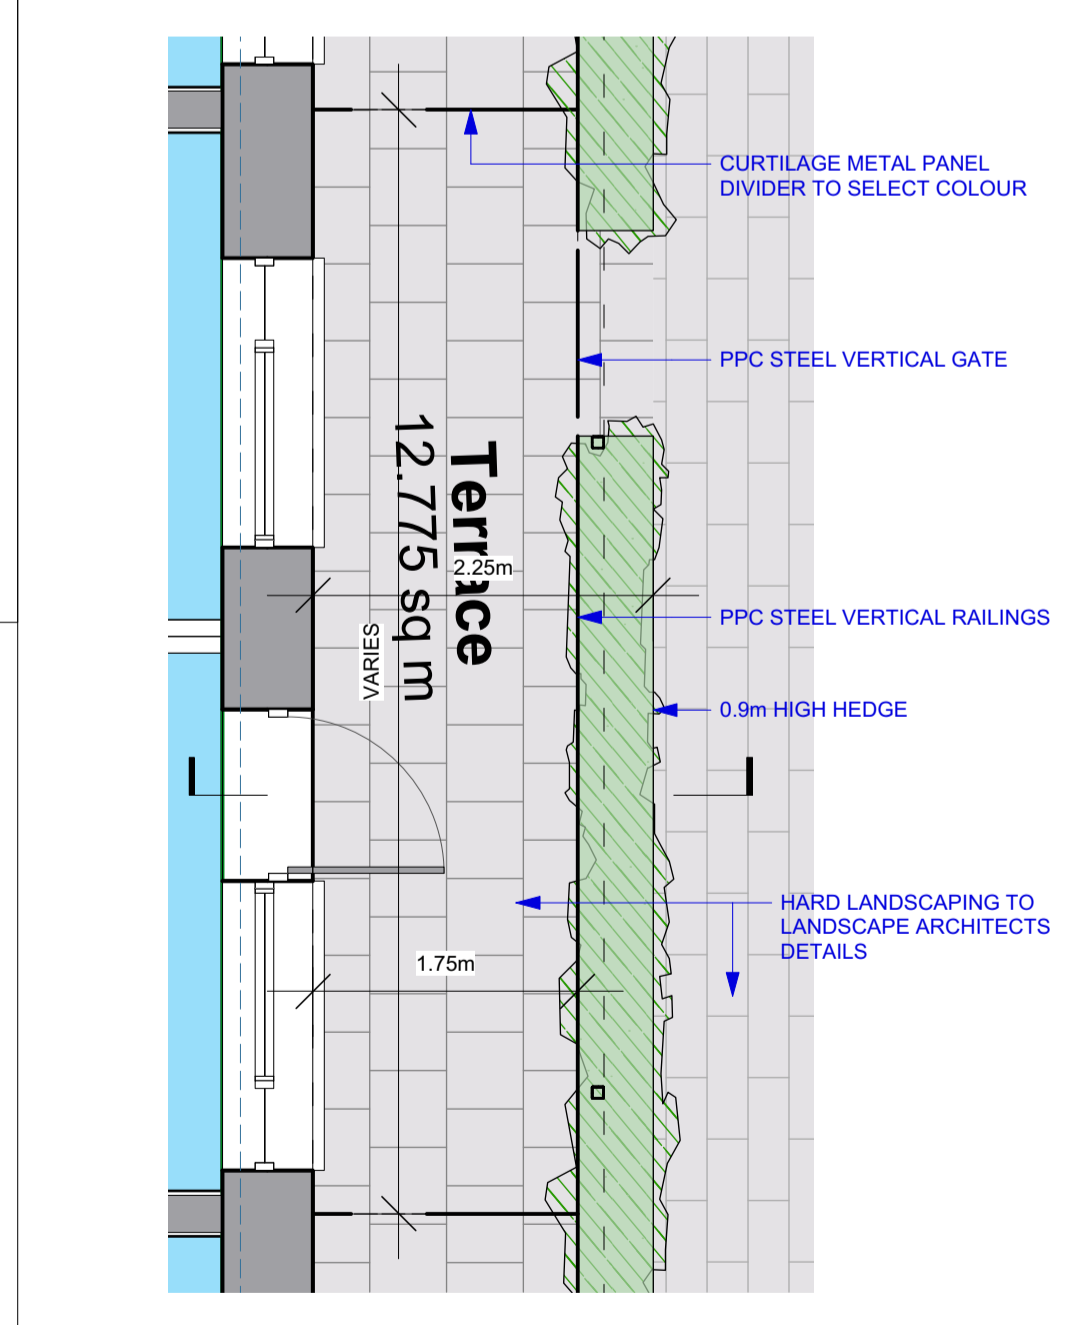 CURTILAGE METAL PANEL
DIVIDER TO SELECT COLOUR
PPC STEEL VERTICAL GATE
Terrace
12.775 sq m
2.25m
VARIES
PPC STEEL VERTICAL RAILINGS
0.9m HIGH HEDGE
HARD LANDSCAPING TO
LANDSCAPE ARCHITECTS
DETAILS
1.75m